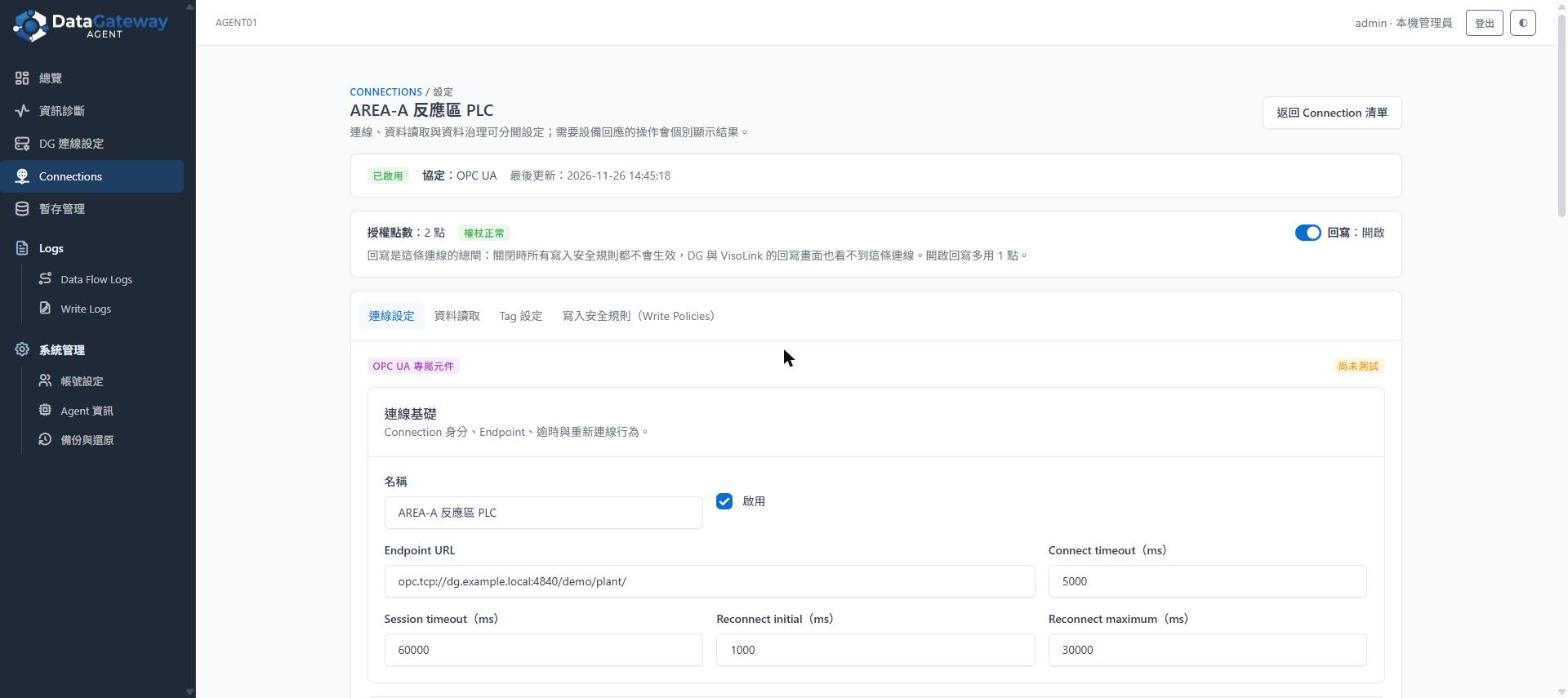 DataGateway
AGENT
總覽
資訊診斷
DG 連線設定
Connections
暫存管理
Logs
Data Flow Logs
Write Logs
系統管理
帳號設定
Agent 資訊
備份與還原
AGENT01
admin · 本機管理員
登出
CONNECTIONS / 設定
AREA-A 反應區 PLC
連線、資料讀取與資料治理可分開設定；需要設備回應的操作會個別顯示結果。
返回 Connection 清單
已啟用 協定：OPC UA 最後更新：2026-11-26 14:45:18
授權點數：2 點 權杖正常
回寫：開啟
回寫是這條連線的總閘：關閉時所有寫入安全規則都不會生效，DG 與 VisoLink 的回寫畫面也看不到這條連線。開啟回寫多用 1 點。
連線設定 資料讀取 Tag 設定 寫入安全規則（Write Policies）
OPC UA 專屬元件
尚未測試
連線基礎
Connection 身分、Endpoint、逾時與重新連線行為。
名稱
AREA-A 反應區 PLC
啟用
Endpoint URL
opc.tcp://dg.example.local:4840/demo/plant/
Connect timeout（ms）
5000
Session timeout（ms）
60000
Reconnect initial（ms）
1000
Reconnect maximum（ms）
30000